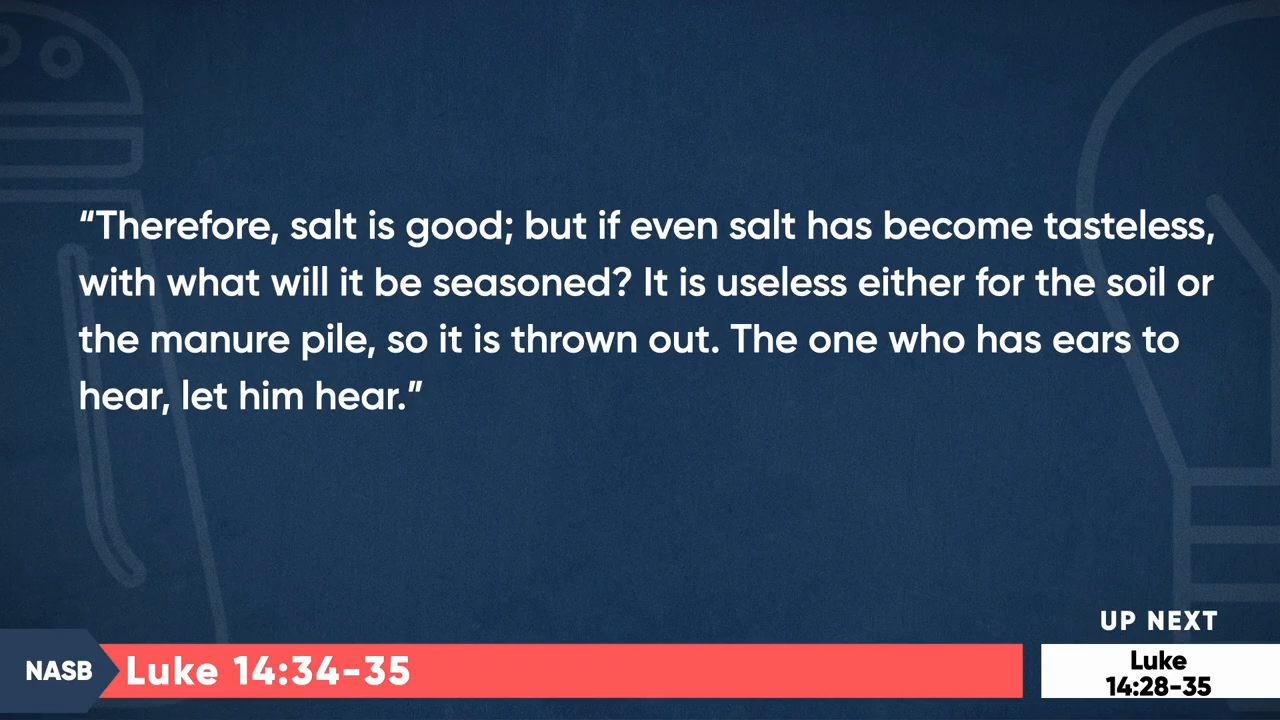 “Therefore, salt is good; but if even salt has become tasteless,
with what will it be seasoned? It is useless either for the soil or
the manure pile, so it is thrown out. The one who has ears to
hear, let him hear.”
UP NEXT
NASB
Luke 14:34-35
Luke
14:28-35